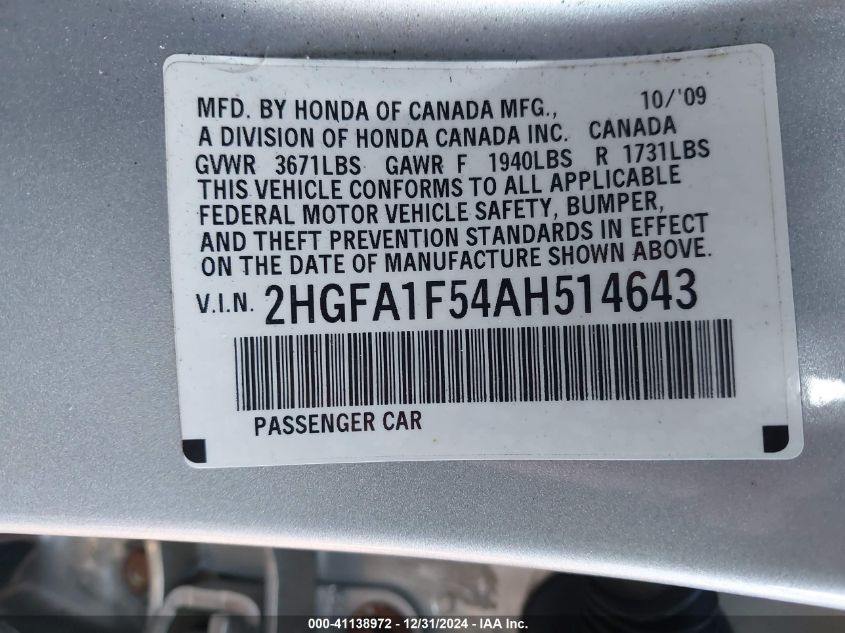 MFD. BY HONDA OF CANADA MFG., 10/'09
A DIVISION OF HONDA CANADA INC. CANADA
GVWR 3671LBS GAWR F 1940LBS R 1731LBS
THIS VEHICLE CONFORMS TO ALL APPLICABLE
FEDERAL MOTOR VEHICLE SAFETY, BUMPER,
AND THEFT PREVENTION STANDARDS IN EFFECT
ON THE DATE OF MANUFACTURE SHOWN ABOVE.
V.I.N. 2HGFA1F54AH514643
PASSENGER CAR
000-41138972 - 12/31/2024 - IAA Inc.